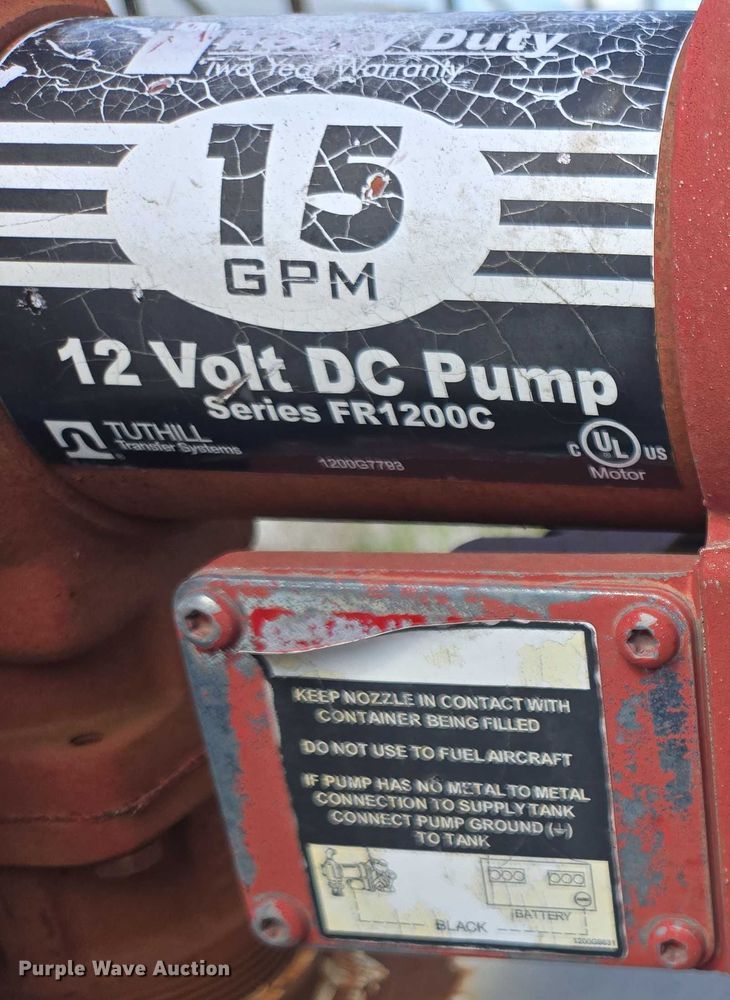 Heavy Duty
Two Year Warranty
15
GPM
12 Volt DC Pump
Series FR1200C
TUTHILL
Transfer Systems
®
1200G7793
C UL US
Motor
KEEP NOZZLE IN CONTACT WITH
CONTAINER BEING FILLED
DO NOT USE TO FUEL AIRCRAFT
IF PUMP HAS NO METAL TO METAL
CONNECTION TO SUPPLY TANK
CONNECT PUMP GROUND (⏚)
TO TANK
BATTERY
BLACK
1200G8631
Purple Wave Auction